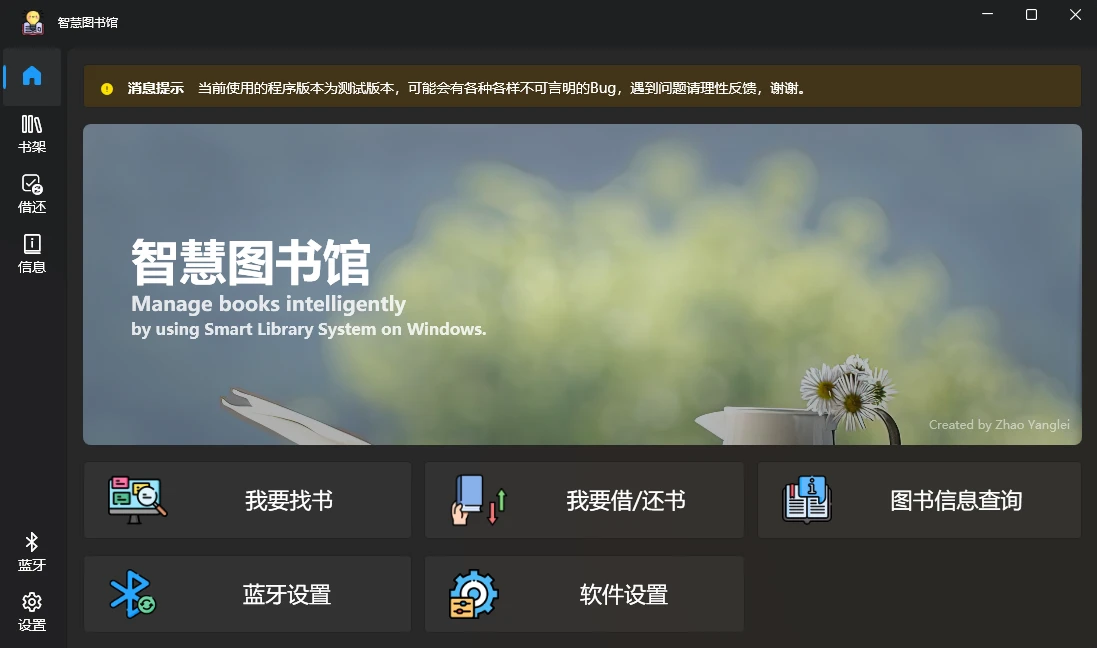 智慧图书馆
消息提示 当前使用的程序版本为测试版本，可能会有各种各样不可言明的Bug，遇到问题请理性反馈，谢谢。
书架
借还
信息
智慧图书馆
Manage books intelligently
by using Smart Library System on Windows.
Created by Zhao Yanglei
我要找书
我要借/还书
图书信息查询
蓝牙设置
软件设置
蓝牙
设置